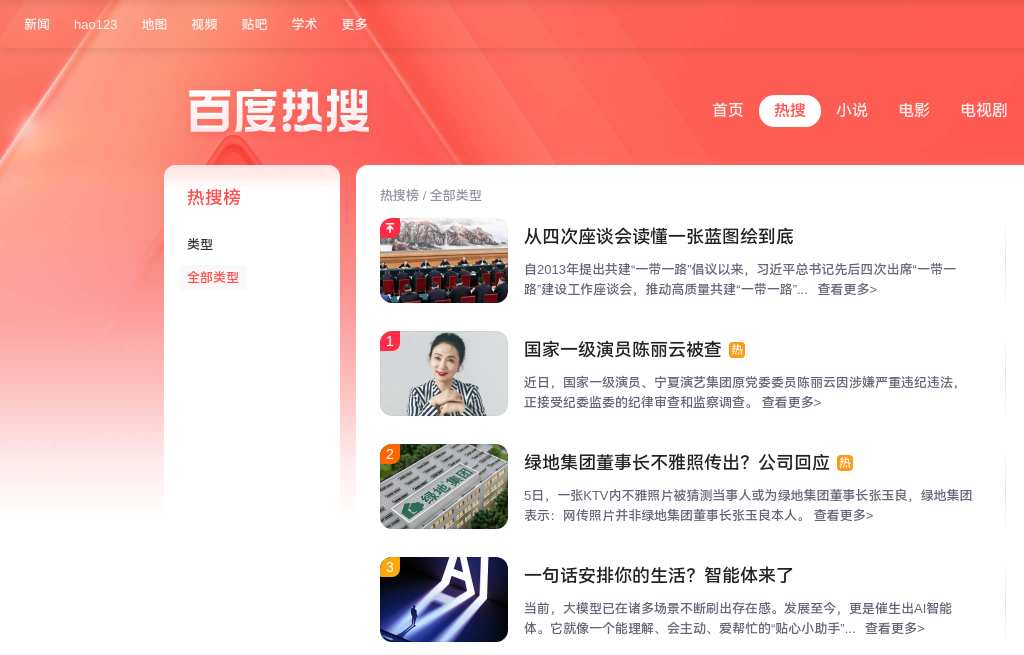 新闻 hao123 地图 视频 贴吧 学术 更多
百度热搜
首页 热搜 小说 电影 电视剧
热搜榜
类型
全部类型
热搜榜 / 全部类型
从四次座谈会读懂一张蓝图绘到底
自2013年提出共建“一带一路”倡议以来，习近平总书记先后四次出席“一带一
路”建设工作座谈会，推动高质量共建“一带一路”... 查看更多>
1
国家一级演员陈丽云被查 热
近日，国家一级演员、宁夏演艺集团原党委委员陈丽云因涉嫌严重违纪违法，
正接受纪委监委的纪律审查和监察调查。 查看更多>
2
绿地集团
绿地集团董事长不雅照传出？公司回应 热
5日，一张KTV内不雅照片被猜测当事人或为绿地集团董事长张玉良，绿地集团
表示：网传照片并非绿地集团董事长张玉良本人。 查看更多>
3
AI
一句话安排你的生活？智能体来了
当前，大模型已在诸多场景不断刷出存在感。发展至今，更是催生出AI智能
体。它就像一个能理解、会主动、爱帮忙的“贴心小助手”... 查看更多>